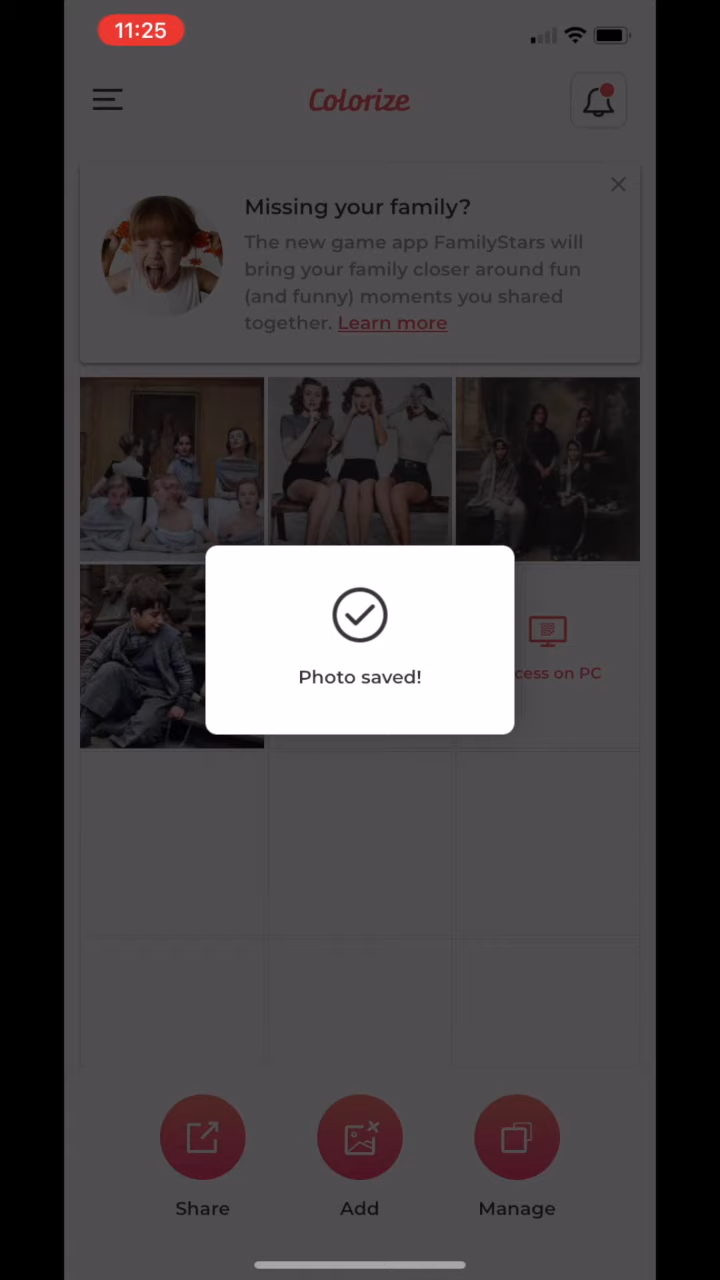 11:25
Colorize
Missing your family?
The new game app FamilyStars will
bring your family closer around fun
(and funny) moments you shared
together. Learn more
Photo saved!
cess on PC
Share
Add
Manage